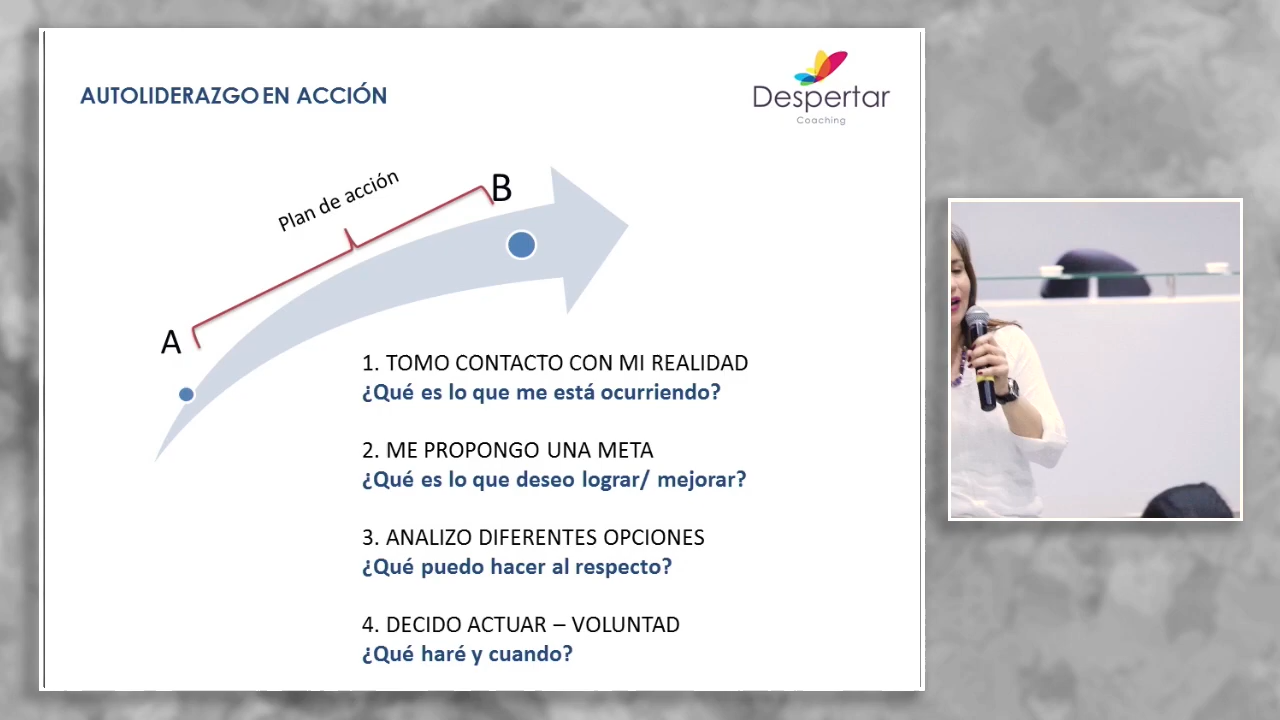 AUTOLIDERAZGO EN ACCIÓN
Despertar
Coaching
Plan de acción
B
A
1. TOMO CONTACTO CON MI REALIDAD
¿Qué es lo que me está ocurriendo?
2. ME PROPONGO UNA META
¿Qué es lo que deseo lograr/ mejorar?
3. ANALIZO DIFERENTES OPCIONES
¿Qué puedo hacer al respecto?
4. DECIDO ACTUAR – VOLUNTAD
¿Qué haré y cuando?